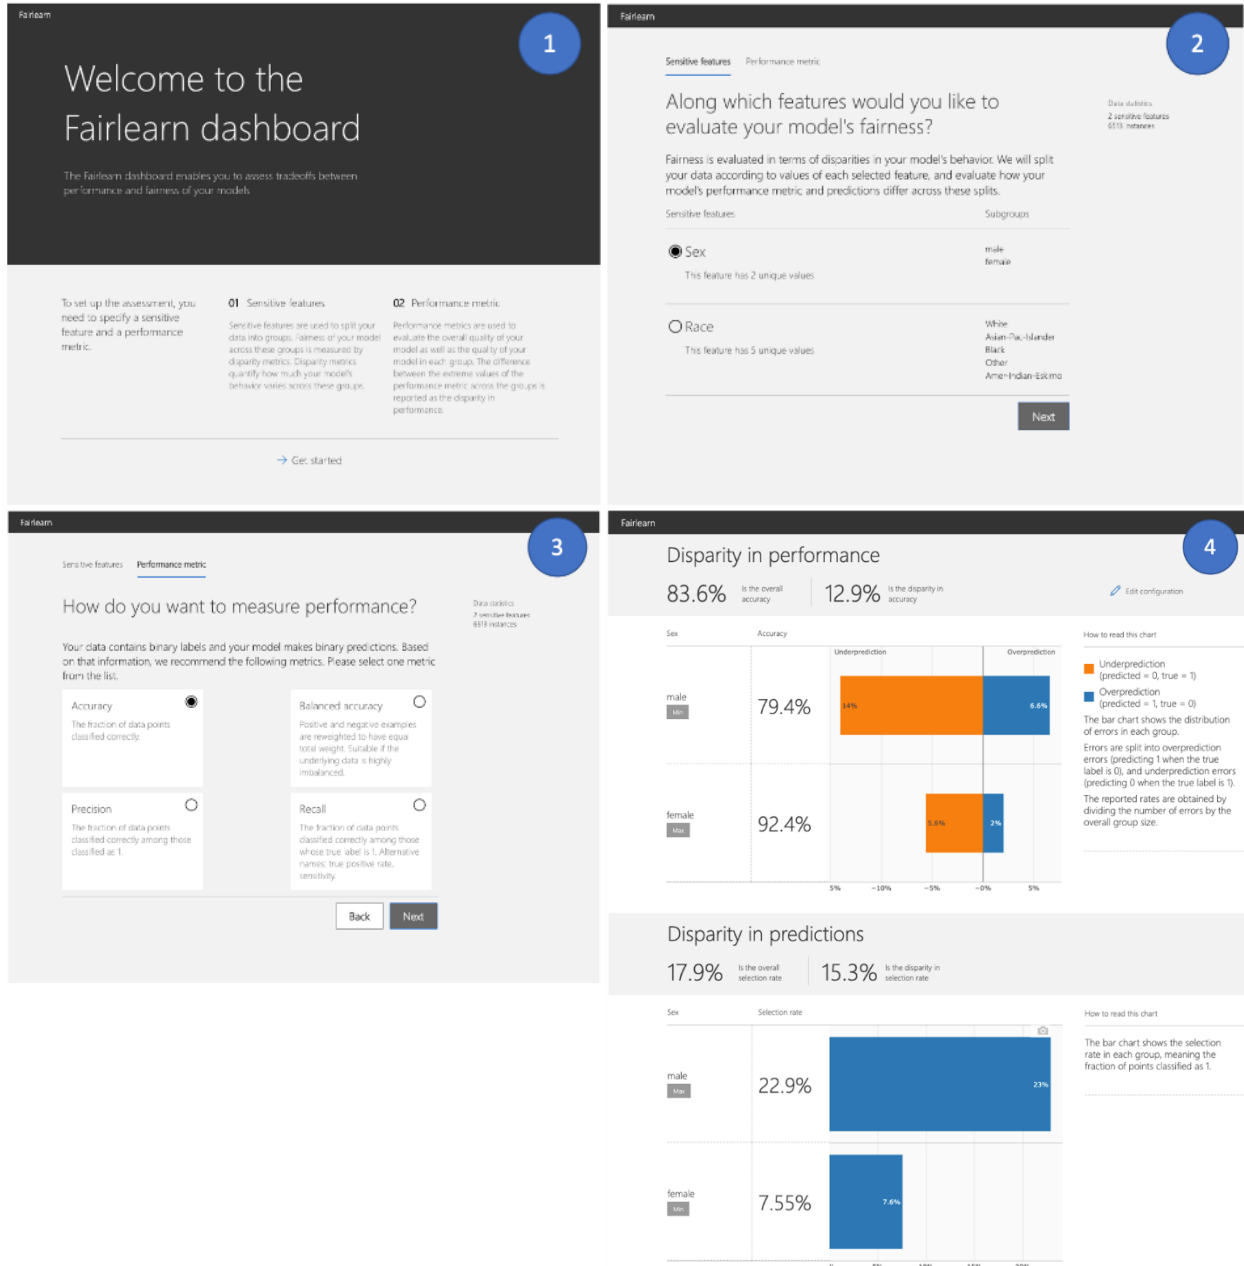 Fairlearn
1
Welcome to the
Fairlearn dashboard
The Fairlearn dashboard enables you to assess tradeoffs between
performance and fairness of your models
To set up the assessment, you
need to specify a sensitive
feature and a performance
metric.
01 Sensitive features
Sensitive features are used to split your
data into groups. Fairness of your model
across these groups is measured by
disparity metrics. Disparity metrics
quantify how much your model's
behavior varies across these groups.
02 Performance metric
Performance metrics are used to
evaluate the overall quality of your
model as well as the quality of your
model in each group. The difference
between the extreme values of the
performance metric across the groups is
reported as the disparity in
performance.
→ Get started
Fairlearn
2
Sensitive features Performance metric
Along which features would you like to
evaluate your model's fairness?
Data statistics
2 sensitive features
6513 instances
Fairness is evaluated in terms of disparities in your model's behavior. We will split
your data according to values of each selected feature, and evaluate how your
model's performance metric and predictions differ across these splits.
Sensitive features Subgroups
Sex
This feature has 2 unique values
male
female
Race
This feature has 5 unique values
White
Asian-Pac-Islander
Black
Other
Amer-Indian-Eskimo
Next
Fairlearn
3
Sensitive features Performance metric
How do you want to measure performance?
Data statistics
2 sensitive features
6513 instances
Your data contains binary labels and your model makes binary predictions. Based
on that information, we recommend the following metrics. Please select one metric
from the list.
Accuracy
The fraction of data points
classified correctly.
Balanced accuracy
Positive and negative examples
are reweighted to have equal
total weight. Suitable if the
underlying data is highly
imbalanced.
Precision
The fraction of data points
classified correctly among those
classified as 1.
Recall
The fraction of data points
classified correctly among those
whose true label is 1. Alternative
names: true positive rate,
sensitivity.
Back Next
Fairlearn
4
Disparity in performance
83.6% Is the overall
accuracy
12.9% Is the disparity in
accuracy
Edit configuration
Sex Accuracy
Underprediction Overprediction
male
Min
79.4%
14% 6.6%
female
Max
92.4%
5.6% 2%
5% −10% −5% −0% 5%
How to read this chart
Underprediction
(predicted = 0, true = 1)
Overprediction
(predicted = 1, true = 0)
The bar chart shows the distribution
of errors in each group.
Errors are split into overprediction
errors (predicting 1 when the true
label is 0), and underprediction errors
(predicting 0 when the true label is 1).
The reported rates are obtained by
dividing the number of errors by the
overall group size.
Disparity in predictions
17.9% Is the overall
selection rate
15.3% Is the disparity in
selection rate
Sex Selection rate
male
Max
22.9%
23%
female
Min
7.55%
7.6%
How to read this chart
The bar chart shows the selection
rate in each group, meaning the
fraction of points classified as 1.